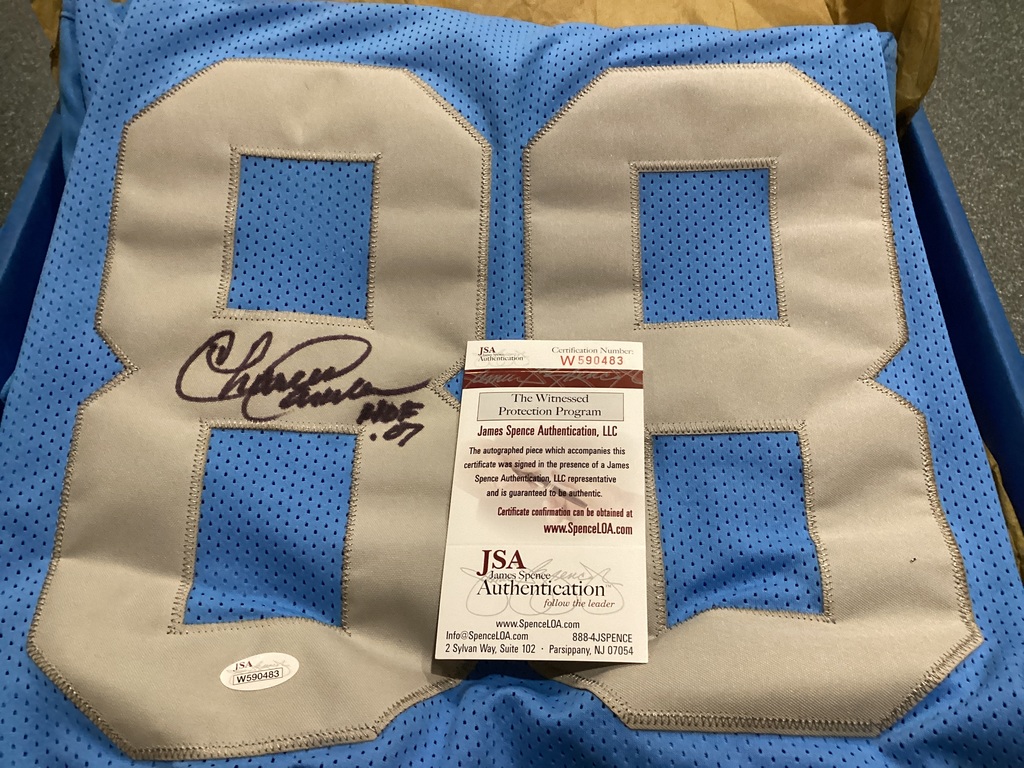 88
Charlie Sanders
HOF
.07
JSA
Authentication
Certification Number:
W590483
The Witnessed
Protection Program
James Spence Authentication, LLC
The autographed piece which accompanies this
certificate was signed in the presence of a James
Spence Authentication, LLC representative
and is guaranteed to be authentic.
Certificate confirmation can be obtained at
www.SpenceLOA.com
JSA
James Spence
Authentication
follow the leader
www.SpenceLOA.com
Info@SpenceLOA.com 888-4JSPENCE
2 Sylvan Way, Suite 102 · Parsippany, NJ 07054
JSA
W590483